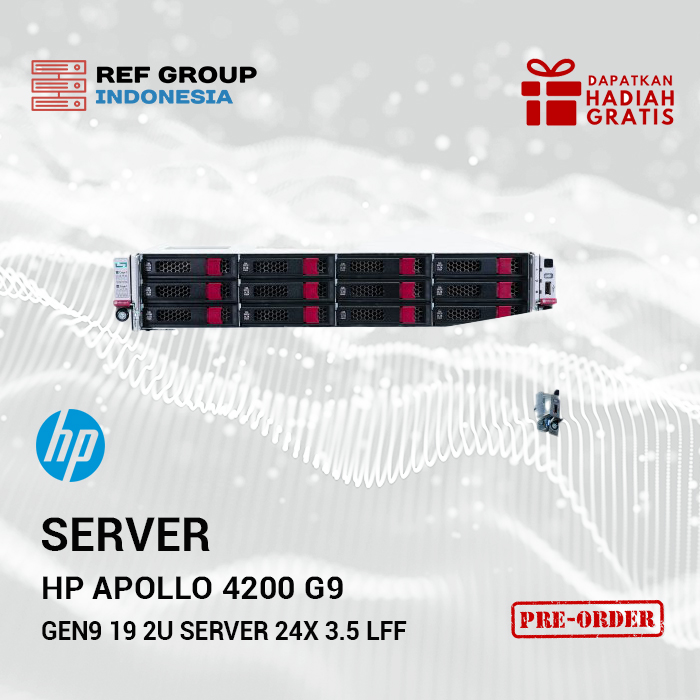 REF GROUP
INDONESIA
DAPATKAN
HADIAH
GRATIS
hp
SERVER
HP APOLLO 4200 G9
GEN9 19 2U SERVER 24X 3.5 LFF
PRE-ORDER